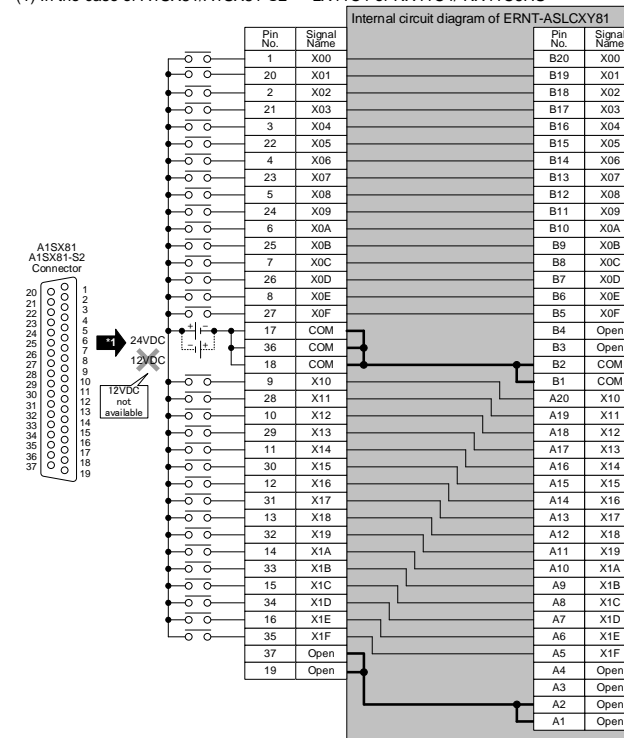 Internal circuit diagram of ERNT-ASLCXY81
Pin No. Signal Name Pin No. Signal Name
1 X00 B20 X00
20 X01 B19 X01
2 X02 B18 X02
21 X03 B17 X03
3 X04 B16 X04
22 X05 B15 X05
4 X06 B14 X06
23 X07 B13 X07
5 X08 B12 X08
24 X09 B11 X09
6 X0A B10 X0A
25 X0B B9 X0B
7 X0C B8 X0C
26 X0D B7 X0D
8 X0E B6 X0E
27 X0F B5 X0F
17 COM B4 Open
36 COM B3 Open
18 COM B2 COM
9 X10 B1 COM
28 X11 A20 X10
10 X12 A19 X11
29 X13 A18 X12
11 X14 A17 X13
30 X15 A16 X14
12 X16 A15 X15
31 X17 A14 X16
13 X18 A13 X17
32 X19 A12 X18
14 X1A A11 X19
33 X1B A10 X1A
15 X1C A9 X1B
34 X1D A8 X1C
16 X1E A7 X1D
35 X1F A6 X1E
37 Open A5 X1F
19 Open A4 Open
A3 Open
A2 Open
A1 Open
A1SX81
A1SX81-S2
Connector
20 1
21 2
22 3
23 4
24 5
25 6
26 7
27 8
28 9
29 10
30 11
31 12
32 13
33 14
34 15
35 16
36 17
37 18
19
*1
24VDC
12VDC
12VDC
not
available
+ -
- +